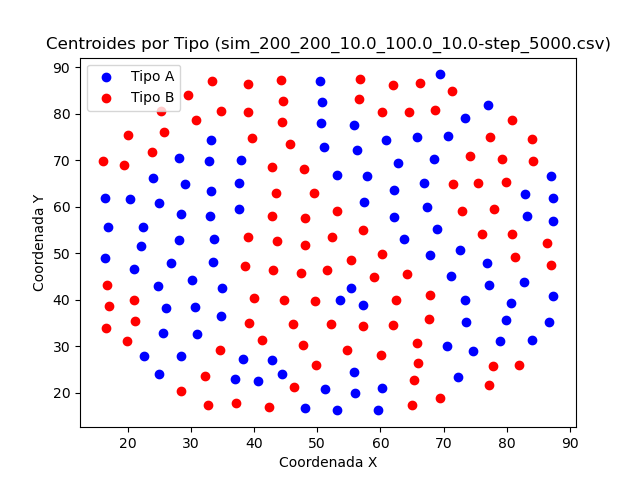 Centroides por Tipo (sim_200_200_10.0_100.0_10.0-step_5000.csv)
Tipo A
Tipo B
Coordenada Y
90
80
70
60
50
40
30
20
20 30 40 50 60 70 80 90
Coordenada X